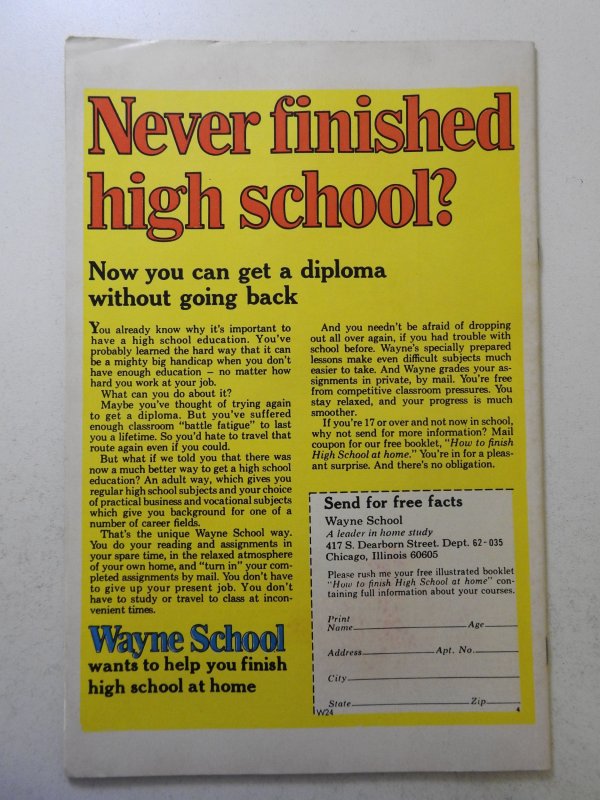 Never finished
high school?
Now you can get a diploma
without going back
You already know why it's important to
have a high school education. You've
probably learned the hard way that it can
be a mighty big handicap when you don't
have enough education — no matter how
hard you work at your job.
What can you do about it?
Maybe you've thought of trying again
to get a diploma. But you've suffered
enough classroom "battle fatigue" to last
you a lifetime. So you'd hate to travel that
route again even if you could.
But what if we told you that there was
now a much better way to get a high school
education? An adult way, which gives you
regular high school subjects and your choice
of practical business and vocational subjects
which give you background for one of a
number of career fields.
That's the unique Wayne School way.
You do your reading and assignments in
your spare time, in the relaxed atmosphere
of your own home, and "turn in" your com-
pleted assignments by mail. You don't have
to give up your present job. You don't
have to study or travel to class at incon-
venient times.
Wayne School
wants to help you finish
high school at home
And you needn't be afraid of dropping
out all over again, if you had trouble with
school before. Wayne's specially prepared
lessons make even difficult subjects much
easier to take. And Wayne grades your as-
signments in private, by mail. You're free
from competitive classroom pressures. You
stay relaxed, and your progress is much
smoother.
If you're 17 or over and not now in school,
why not send for more information? Mail
coupon for our free booklet, "How to finish
High School at home." You're in for a pleas-
ant surprise. And there's no obligation.
Send for free facts
Wayne School
A leader in home study
417 S. Dearborn Street. Dept. 62-035
Chicago, Illinois 60605
Please rush me your free illustrated booklet
"How to finish High School at home" con-
taining full information about your courses.
Print
Name Age
Address Apt. No.
City
State Zip
W24 4